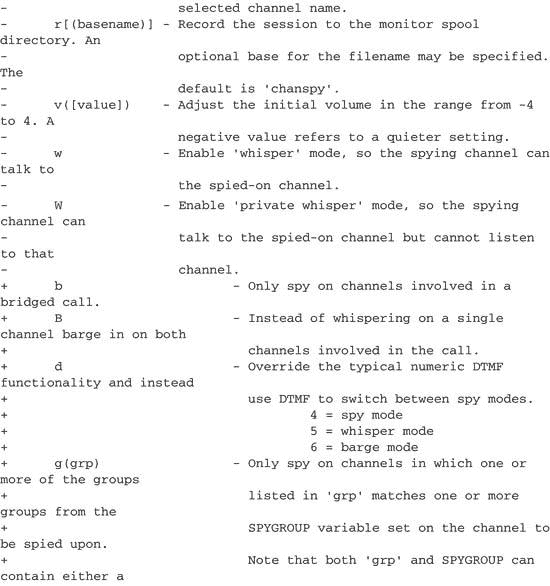 -                       selected channel name.
-      r[(basename)] - Record the session to the monitor spool
directory. An
-                       optional base for the filename may be specified.
The
-                       default is 'chanspy'.
-      v([value])    - Adjust the initial volume in the range from -4
to 4. A
-                       negative value refers to a quieter setting.
-      w             - Enable 'whisper' mode, so the spying channel can
talk to
-                       the spied-on channel.
-      W             - Enable 'private whisper' mode, so the spying
channel can
-                       talk to the spied-on channel but cannot listen
to that
-                       channel.
+      b                      - Only spy on channels involved in a
bridged call.
+      B                      - Instead of whispering on a single
channel barge in on both
+                                channels involved in the call.
+      d                      - Override the typical numeric DTMF
functionality and instead
+                                use DTMF to switch between spy modes.
+                                        4 = spy mode
+                                        5 = whisper mode
+                                        6 = barge mode
+      g(grp)                 - Only spy on channels in which one or
more of the groups
+                                listed in 'grp' matches one or more
groups from the
+                                SPYGROUP variable set on the channel to
be spied upon.
+                                Note that both 'grp' and SPYGROUP can
contain either a